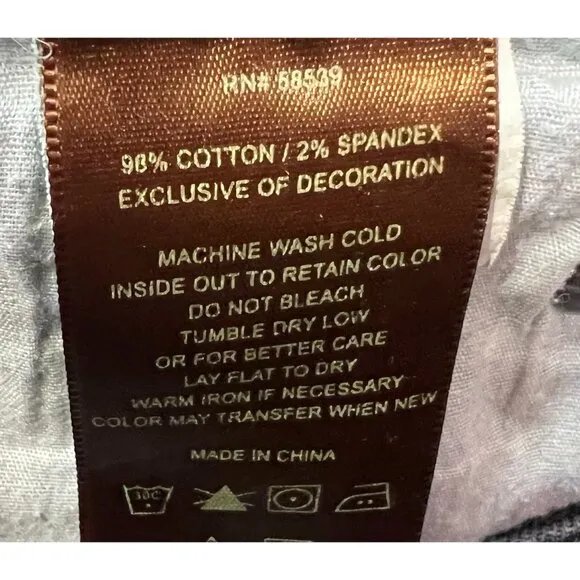 RN# 58539
98% COTTON / 2% SPANDEX
EXCLUSIVE OF DECORATION
MACHINE WASH COLD
INSIDE OUT TO RETAIN COLOR
DO NOT BLEACH
TUMBLE DRY LOW
OR FOR BETTER CARE
LAY FLAT TO DRY
WARM IRON IF NECESSARY
COLOR MAY TRANSFER WHEN NEW
MADE IN CHINA
30C